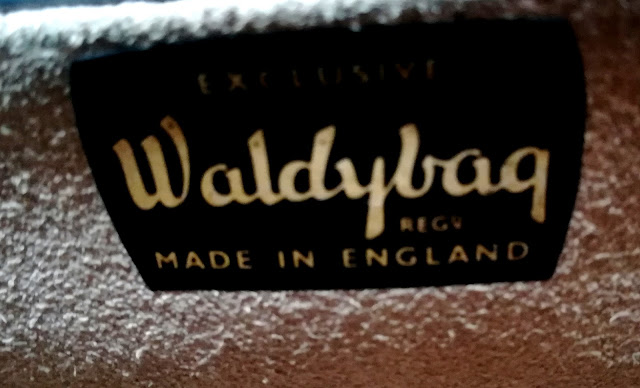 EXCLUSIVE
Waldybag
REGD
MADE IN ENGLAND